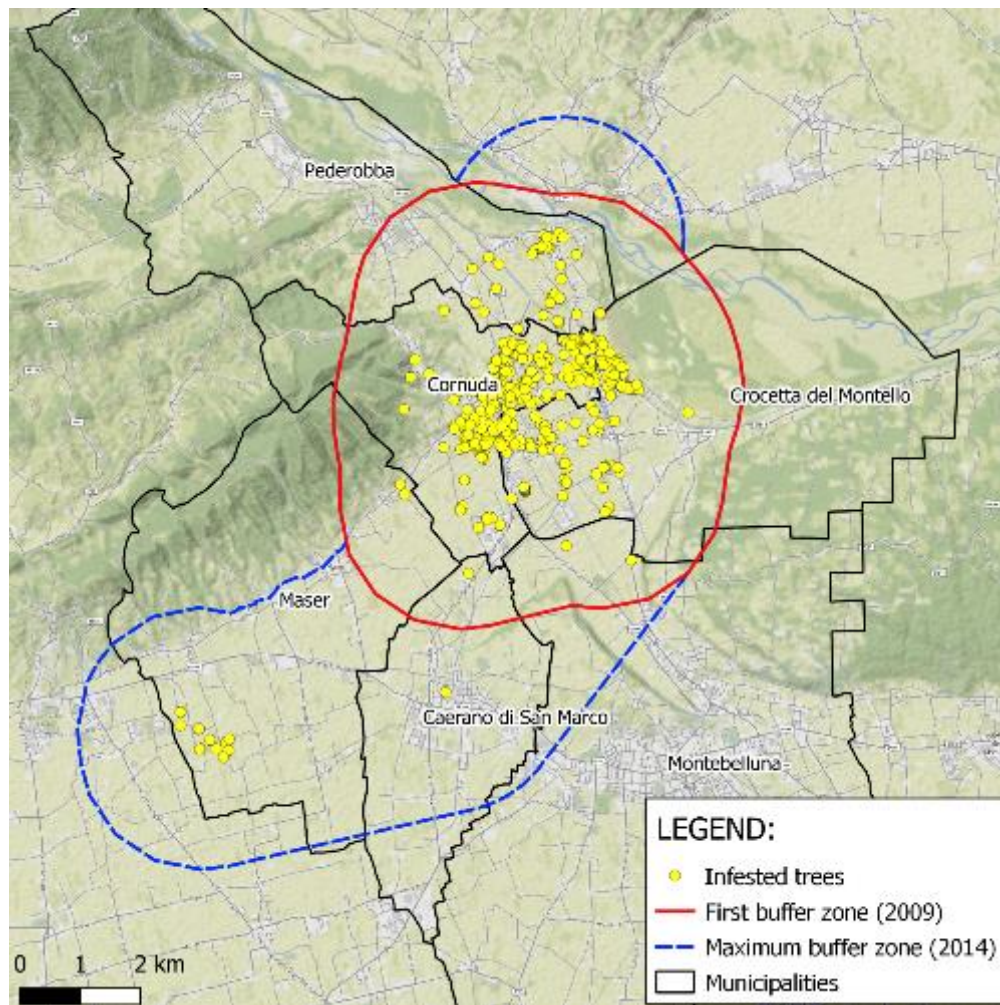 Pederobba
Cornuda
Crocetta del Montello
Maser
Caerano di San Marco
Montebelluna
LEGEND:
Infested trees
First buffer zone (2009)
Maximum buffer zone (2014)
Municipalities
0 1 2 km